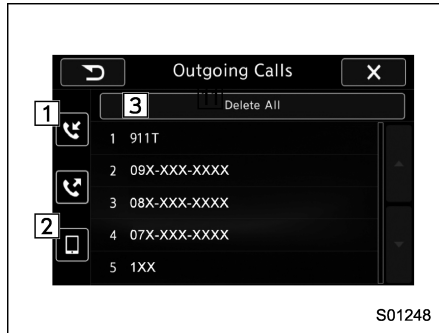 Outgoing Calls
X
1
3
Delete All
1 911T
2 09X-XXX-XXXX
3 08X-XXX-XXXX
2
4 07X-XXX-XXXX
5 1XX
S01248